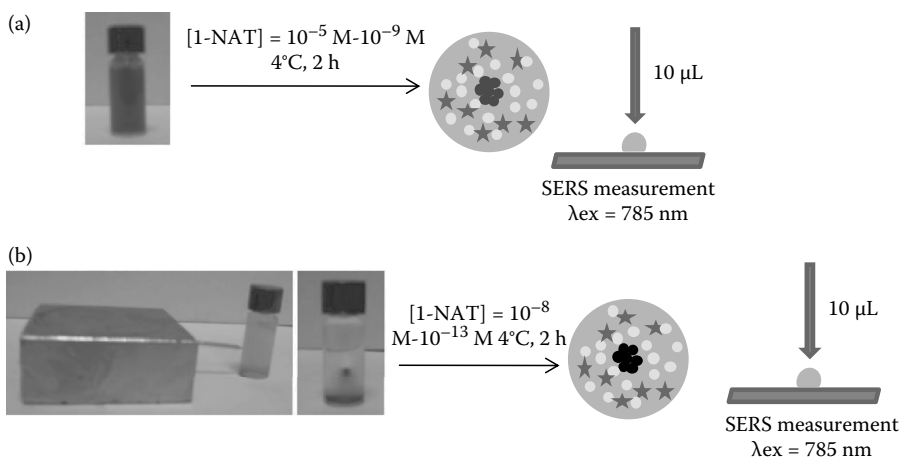 (a)
[1-NAT] = 10⁻⁵ M-10⁻⁹ M
4°C, 2 h
10 μL
SERS measurement
λex = 785 nm
(b)
[1-NAT] = 10⁻⁸
M-10⁻¹³ M 4°C, 2 h
10 μL
SERS measurement
λex = 785 nm